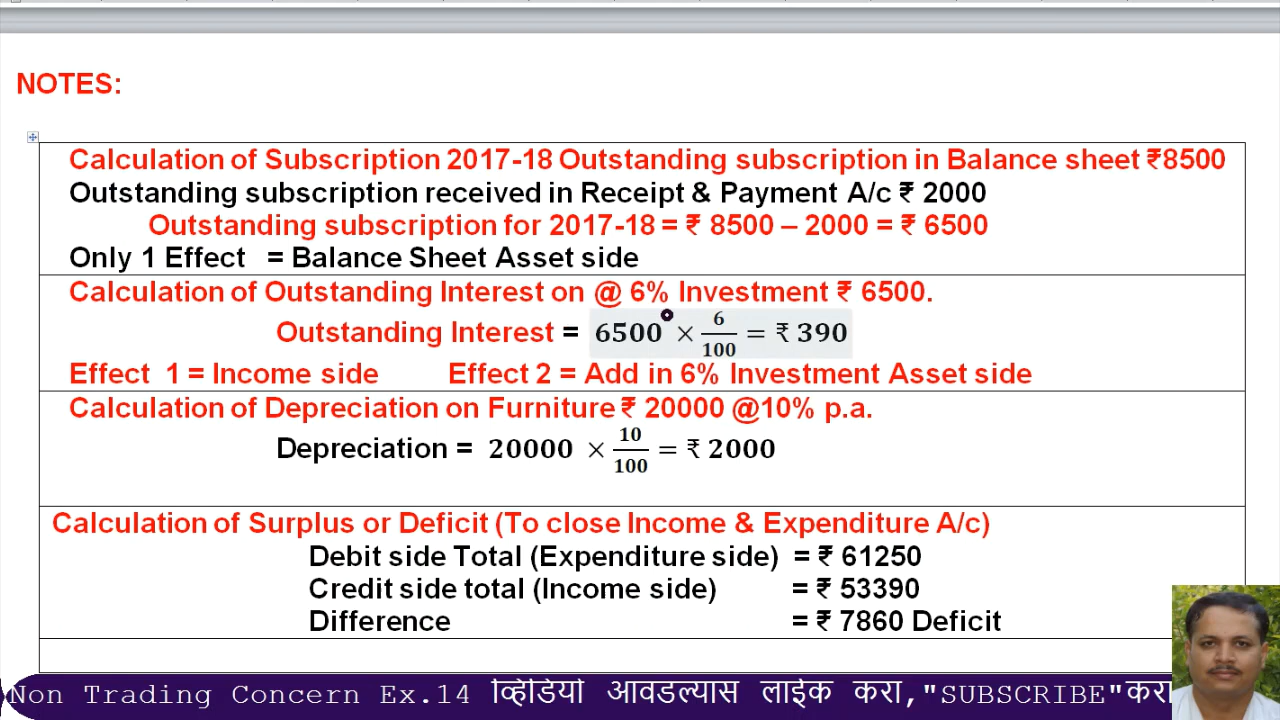 NOTES:
Calculation of Subscription 2017-18 Outstanding subscription in Balance sheet ₹8500
Outstanding subscription received in Receipt & Payment A/c ₹ 2000
Outstanding subscription for 2017-18 = ₹ 8500 – 2000 = ₹ 6500
Only 1 Effect = Balance Sheet Asset side
Calculation of Outstanding Interest on @ 6% Investment ₹ 6500.
Outstanding Interest = 6500 × 6/100 = ₹ 390
Effect 1 = Income side Effect 2 = Add in 6% Investment Asset side
Calculation of Depreciation on Furniture ₹ 20000 @10% p.a.
Depreciation = 20000 × 10/100 = ₹ 2000
Calculation of Surplus or Deficit (To close Income & Expenditure A/c)
Debit side Total (Expenditure side) = ₹ 61250
Credit side total (Income side) = ₹ 53390
Difference = ₹ 7860 Deficit
Non Trading Concern Ex.14 व्हिडियो आवडल्यास लाईक करा,"SUBSCRIBE"करा